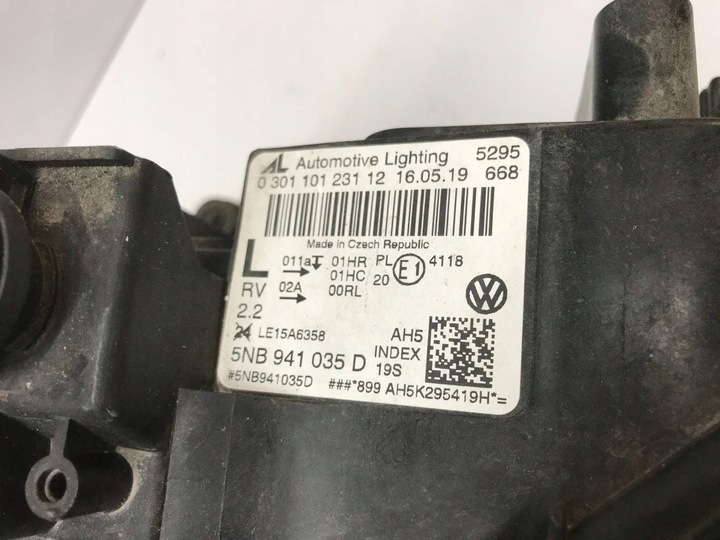 AL Automotive Lighting 5295
0 301 101 231 12 16.05.19 668
Made in Czech Republic
L 011a 01HR PL E1 4118
01HC 20
RV 02A 00RL
2.2
24 LE15A6358 AH5
5NB 941 035 D INDEX
19S
#5NB941035D ###*899 AH5K295419H*=